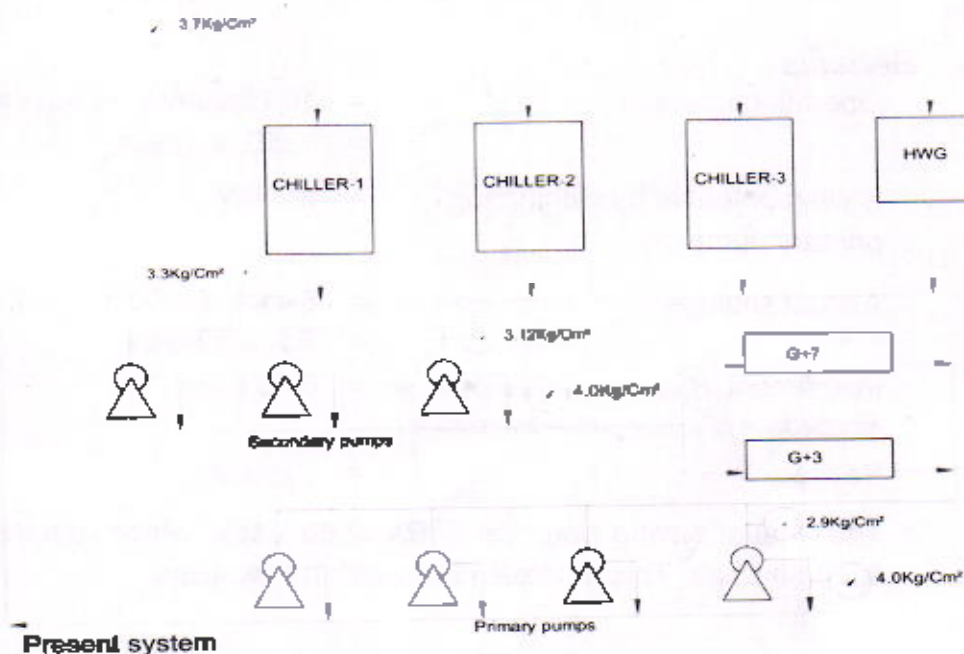 3.7Kg/Cm²
CHILLER-1
CHILLER-2
CHILLER-3
HWG
3.3Kg/Cm²
3.12Kg/Cm²
G+7
4.0Kg/Cm²
Secondary pumps
G+3
2.9Kg/Cm²
4.0Kg/Cm²
Primary pumps
Present system